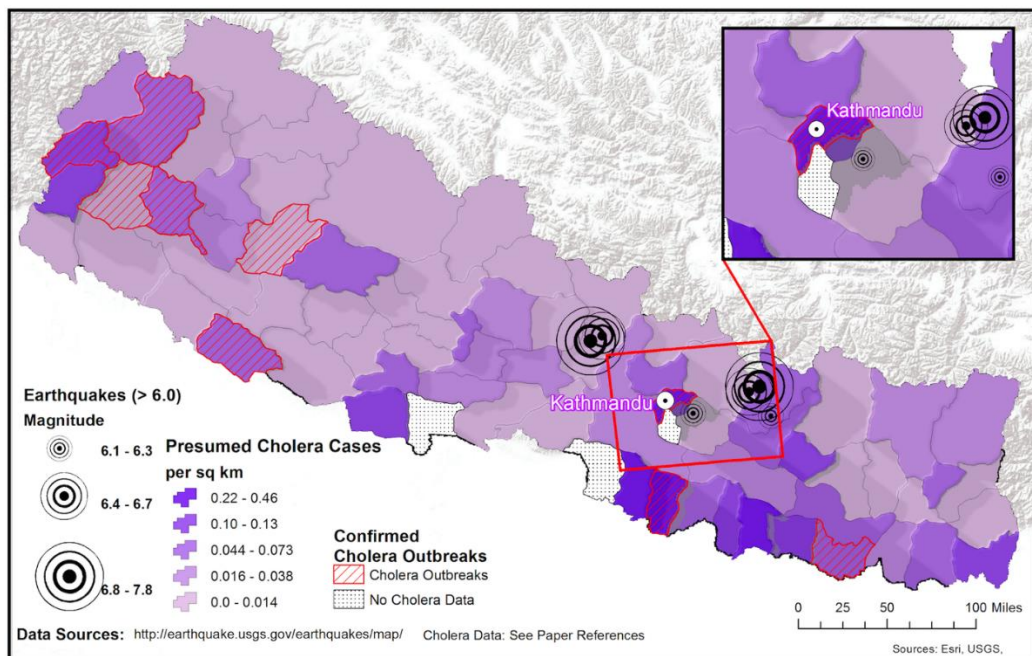 Kathmandu
Kathmandu
Earthquakes (> 6.0)
Magnitude
6.1 - 6.3
6.4 - 6.7
6.8 - 7.8
Presumed Cholera Cases
per sq km
0.22 - 0.46
0.10 - 0.13
0.044 - 0.073
0.016 - 0.038
0.0 - 0.014
Confirmed
Cholera Outbreaks
Cholera Outbreaks
No Cholera Data
0 25 50 100 Miles
Data Sources: http://earthquake.usgs.gov/earthquakes/map/ Cholera Data: See Paper References
Sources: Esri, USGS,